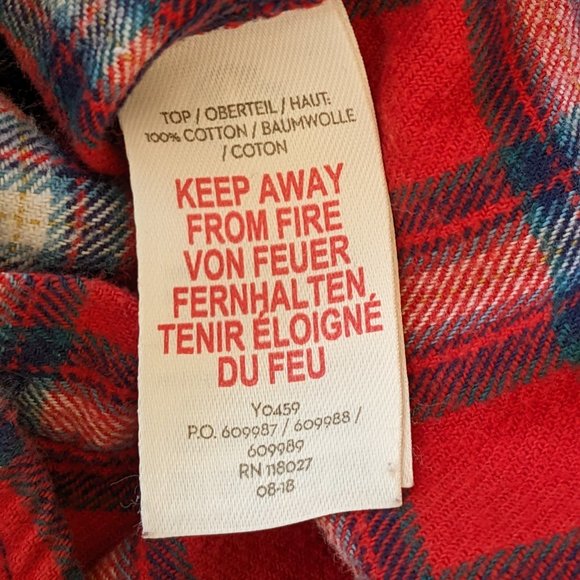 TOP / OBERTEIL / HAUT:
100% COTTON / BAUMWOLLE
/ COTON
KEEP AWAY
FROM FIRE
VON FEUER
FERNHALTEN
TENIR ÉLOIGNÉ
DU FEU
Y0459
P.O. 609987 / 609988 /
609989
RN 118027
08-18